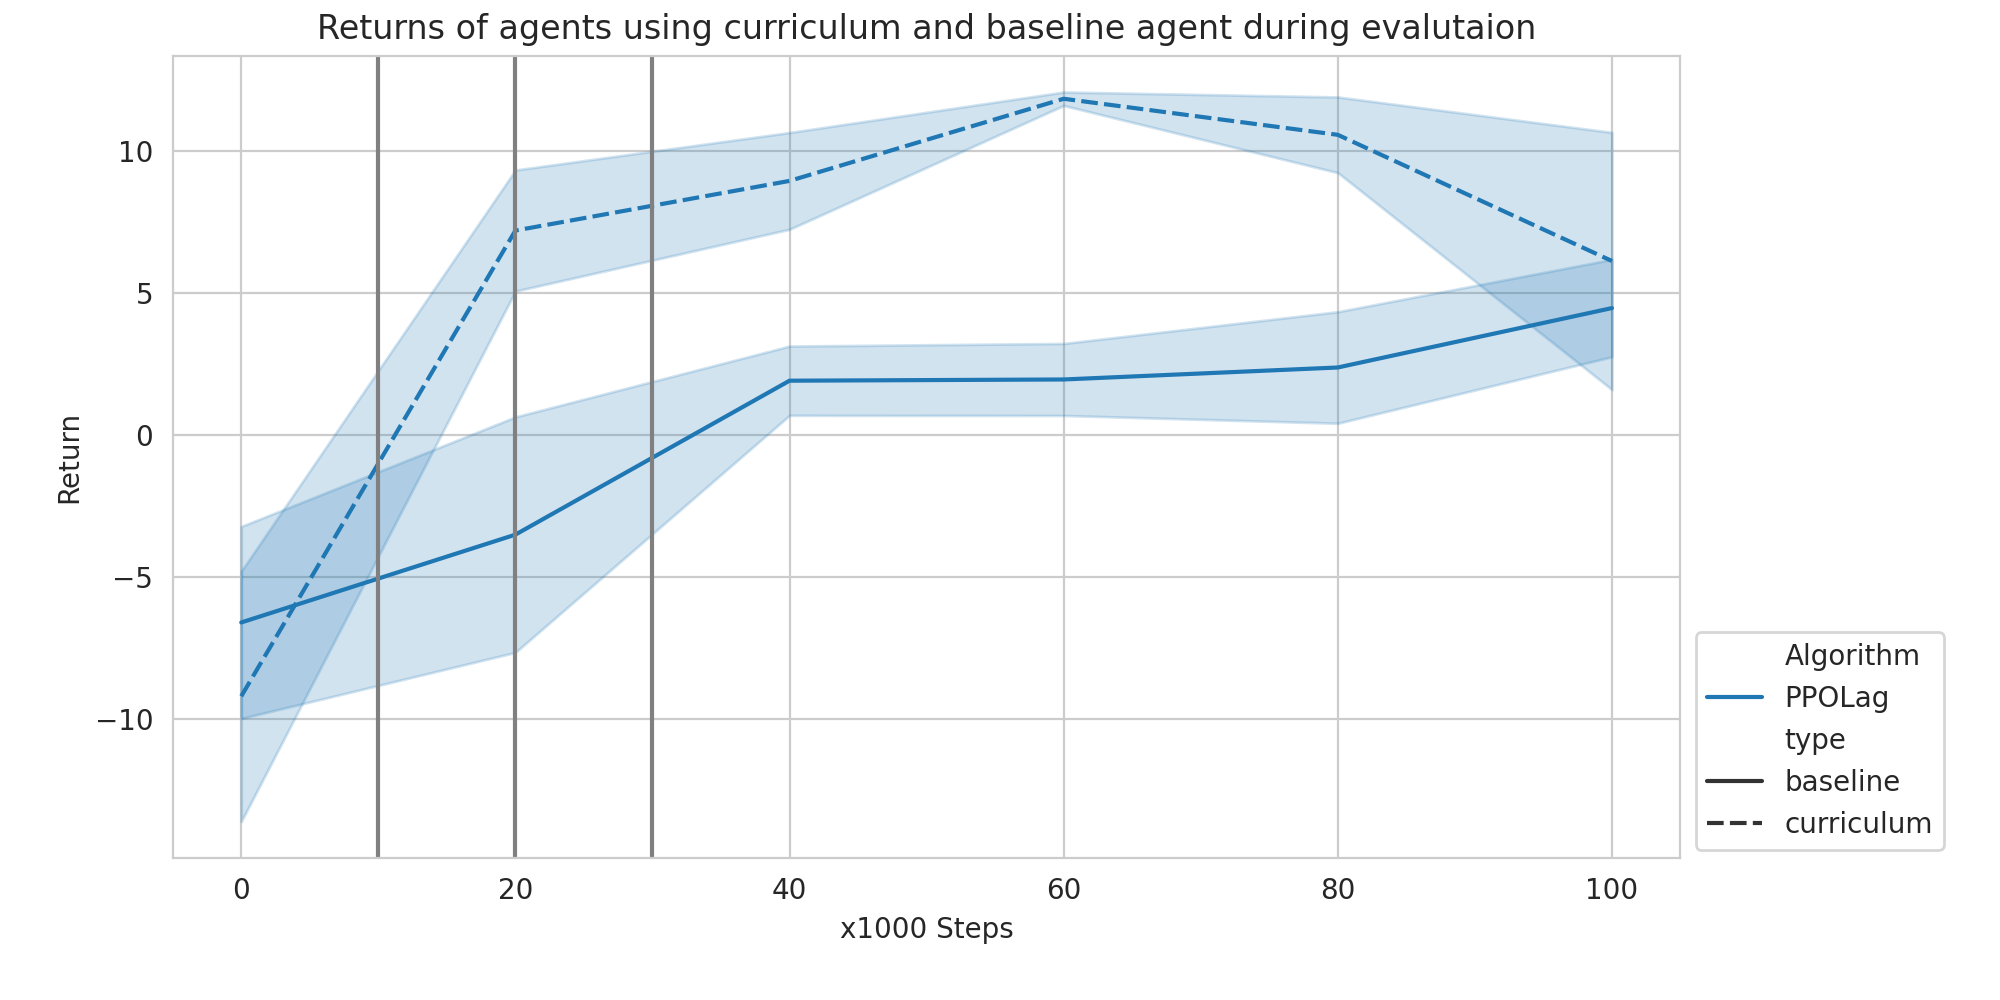 Returns of agents using curriculum and baseline agent during evalutaion
10
5
0
−5
−10
Return
0 20 40 60 80 100
x1000 Steps
Algorithm
PPOLag
type
baseline
curriculum